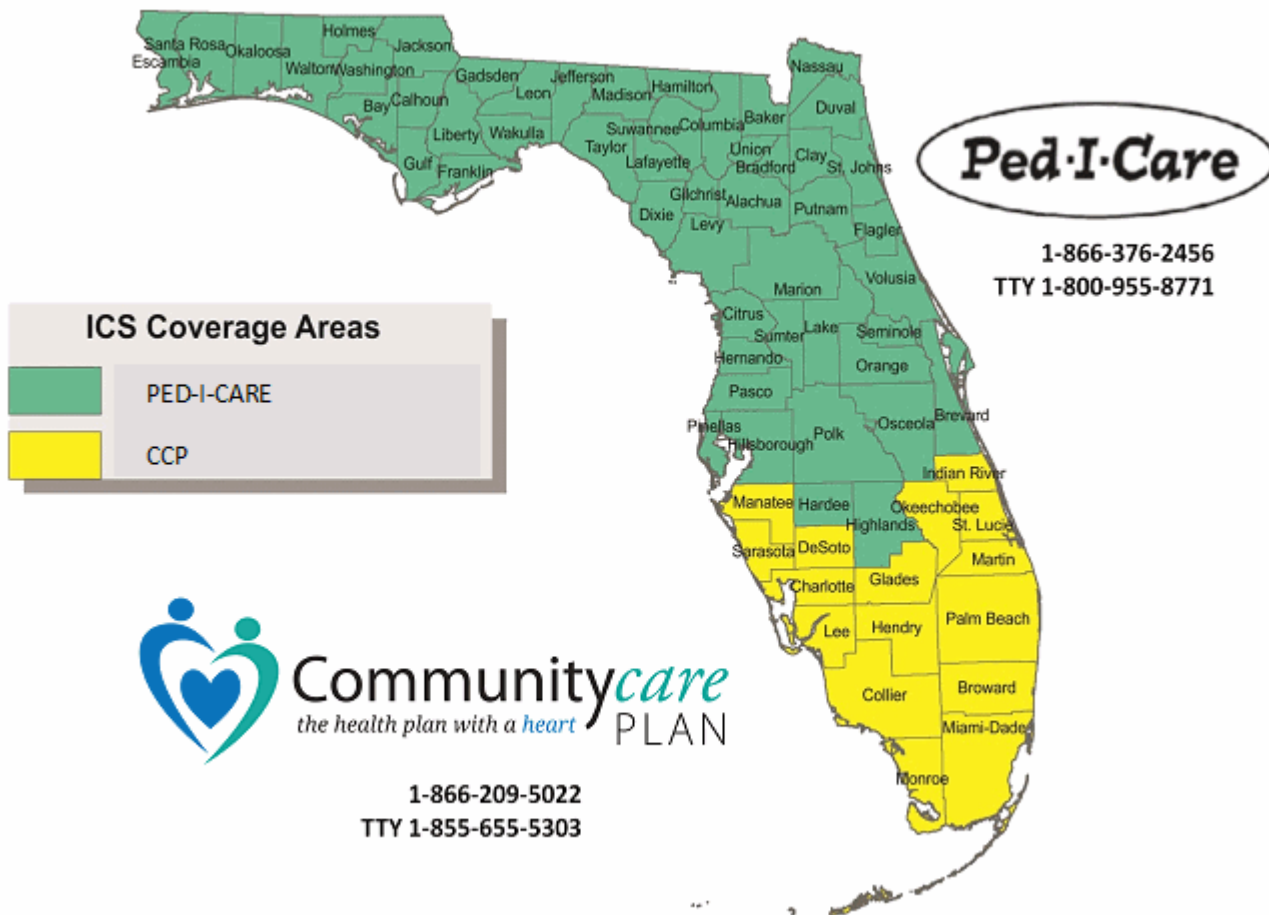 Holmes
Santa Rosa
Okaloosa
Jackson
Escambia
Walton
Washington
Gadsden
Jefferson
Hamilton
Nassau
Leon
Madison
Bay
Calhoun
Duval
Liberty
Wakulla
Suwannee
Columbia
Baker
Taylor
Union
Lafayette
Bradford
Clay
St. Johns
Gulf
Franklin
Gilchrist
Alachua
Putnam
Dixie
Levy
Flagler
Volusia
Marion
Citrus
Sumter
Lake
Seminole
Hernando
Orange
Pasco
Pinellas
Hillsborough
Polk
Osceola
Brevard
Indian River
Manatee
Hardee
Okeechobee
Highlands
St. Lucie
Sarasota
DeSoto
Martin
Charlotte
Glades
Lee
Hendry
Palm Beach
Collier
Broward
Miami-Dade
Monroe
Ped·I·Care
1-866-376-2456
TTY 1-800-955-8771
ICS Coverage Areas
PED-I-CARE
CCP
Communitycare
the health plan with a heart PLAN
1-866-209-5022
TTY 1-855-655-5303